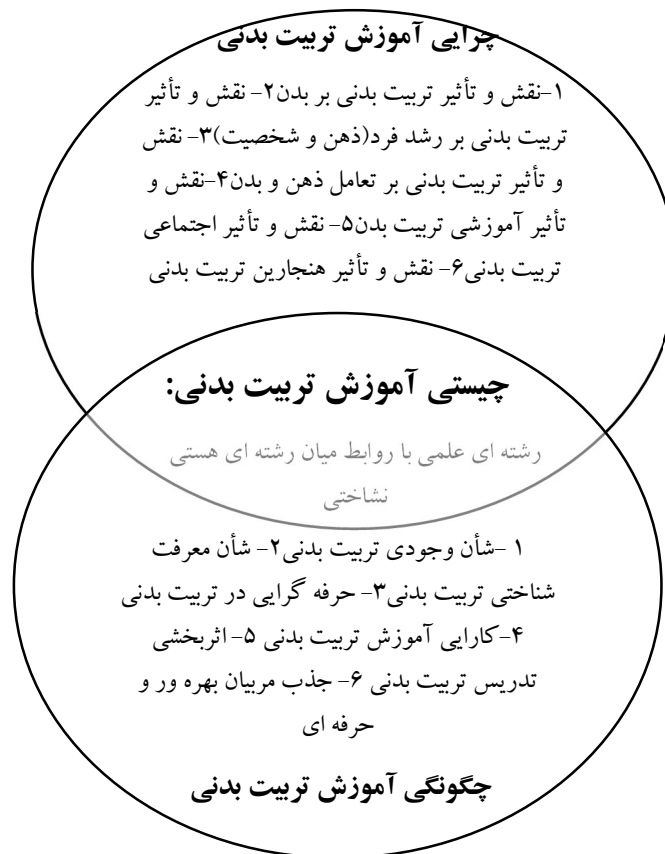 چرایی آموزش تربیت بدنی
۱-نقش و تأثیر تربیت بدنی بر بدن۲- نقش و تأثیر
تربیت بدنی بر رشد فرد(ذهن و شخصیت)۳- نقش
و تأثیر تربیت بدنی بر تعامل ذهن و بدن۴-نقش و
تأثیر آموزشی تربیت بدن۵- نقش و تأثیر اجتماعی
تربیت بدنی۶- نقش و تأثیر هنجارین تربیت بدنی
چیستی آموزش تربیت بدنی:
رشته ای علمی با روابط میان رشته ای هستی
نشاختی
۱ -شأن وجودی تربیت بدنی۲- شأن معرفت
شناختی تربیت بدنی۳- حرفه گرایی در تربیت بدنی
۴-کارایی آموزش تربیت بدنی ۵- اثربخشی
تدریس تربیت بدنی ۶- جذب مربیان بهره ور و
حرفه ای
چگونگی آموزش تربیت بدنی